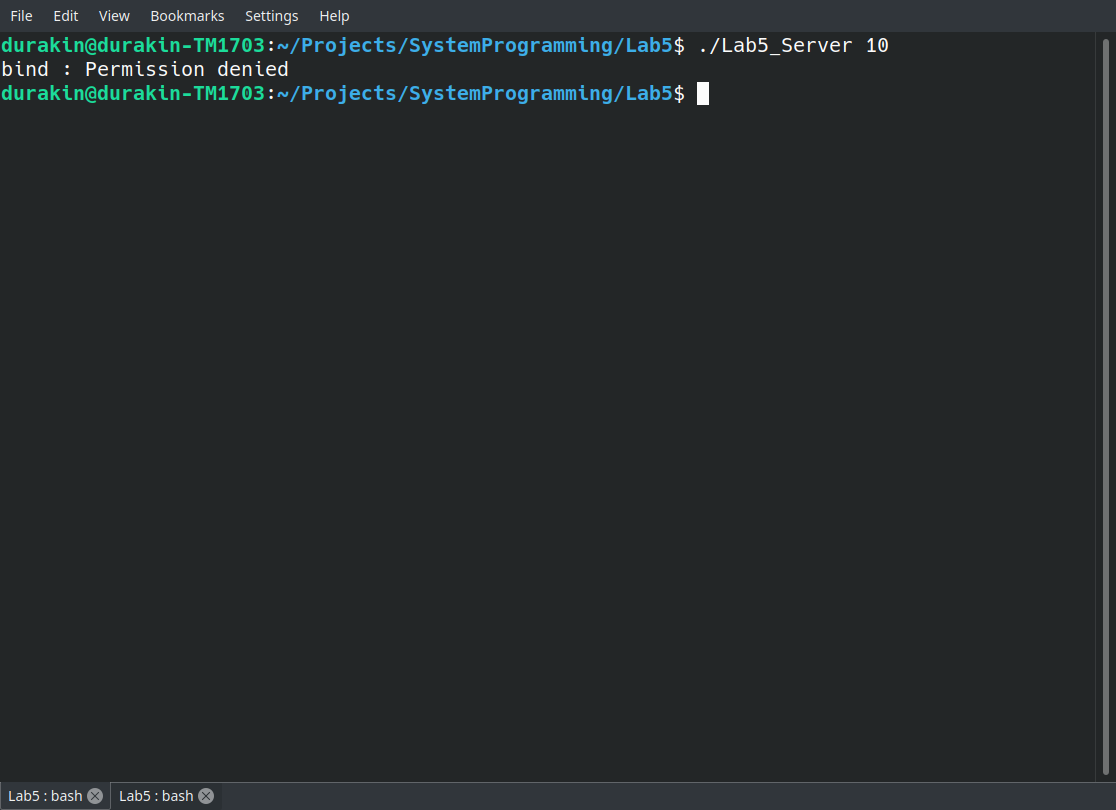 File Edit View Bookmarks Settings Help
durakin@durakin-TM1703:~/Projects/SystemProgramming/Lab5$ ./Lab5_Server 10
bind : Permission denied
durakin@durakin-TM1703:~/Projects/SystemProgramming/Lab5$
Lab5 : bash Lab5 : bash